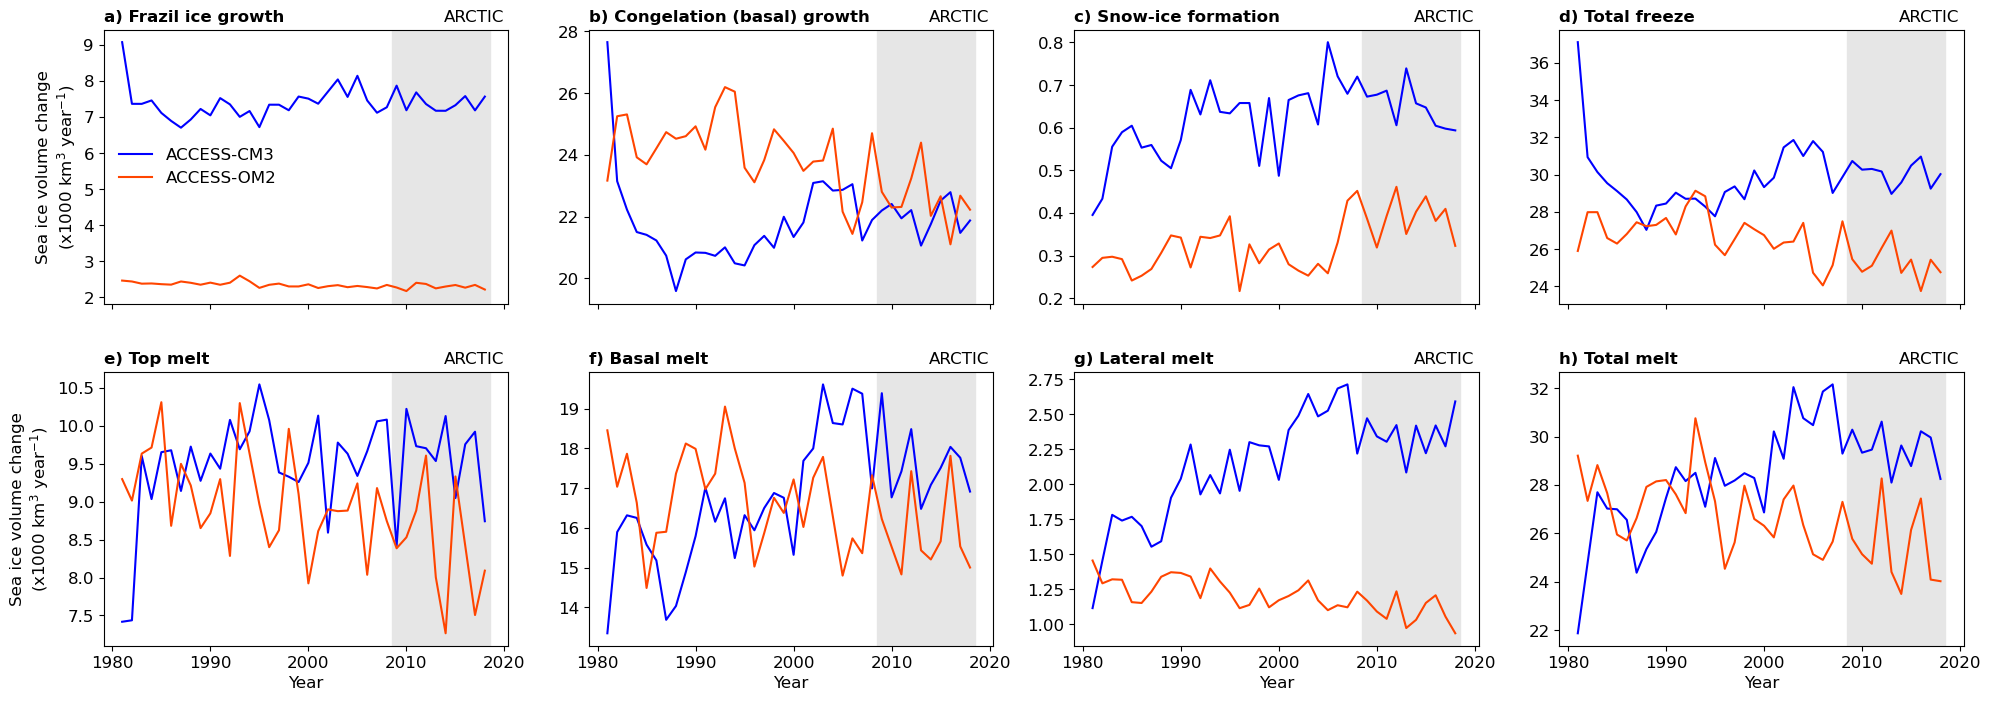 a) Frazil ice growth ARCTIC
b) Congelation (basal) growth ARCTIC
c) Snow-ice formation ARCTIC
d) Total freeze ARCTIC
Sea ice volume change
(x1000 km³ year⁻¹)
9
8
7
6
5
4
3
2
ACCESS-CM3
ACCESS-OM2
28
26
24
22
20
0.8
0.7
0.6
0.5
0.4
0.3
0.2
36
34
32
30
28
26
24
e) Top melt ARCTIC
f) Basal melt ARCTIC
g) Lateral melt ARCTIC
h) Total melt ARCTIC
Sea ice volume change
(x1000 km³ year⁻¹)
10.5
10.0
9.5
9.0
8.5
8.0
7.5
1980 1990 2000 2010 2020
Year
19
18
17
16
15
14
1980 1990 2000 2010 2020
Year
2.75
2.50
2.25
2.00
1.75
1.50
1.25
1.00
1980 1990 2000 2010 2020
Year
32
30
28
26
24
22
1980 1990 2000 2010 2020
Year